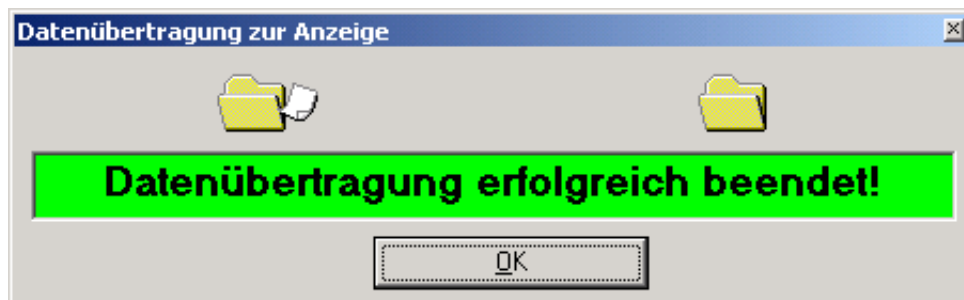 Datenübertragung zur Anzeige
Datenübertragung erfolgreich beendet!
OK